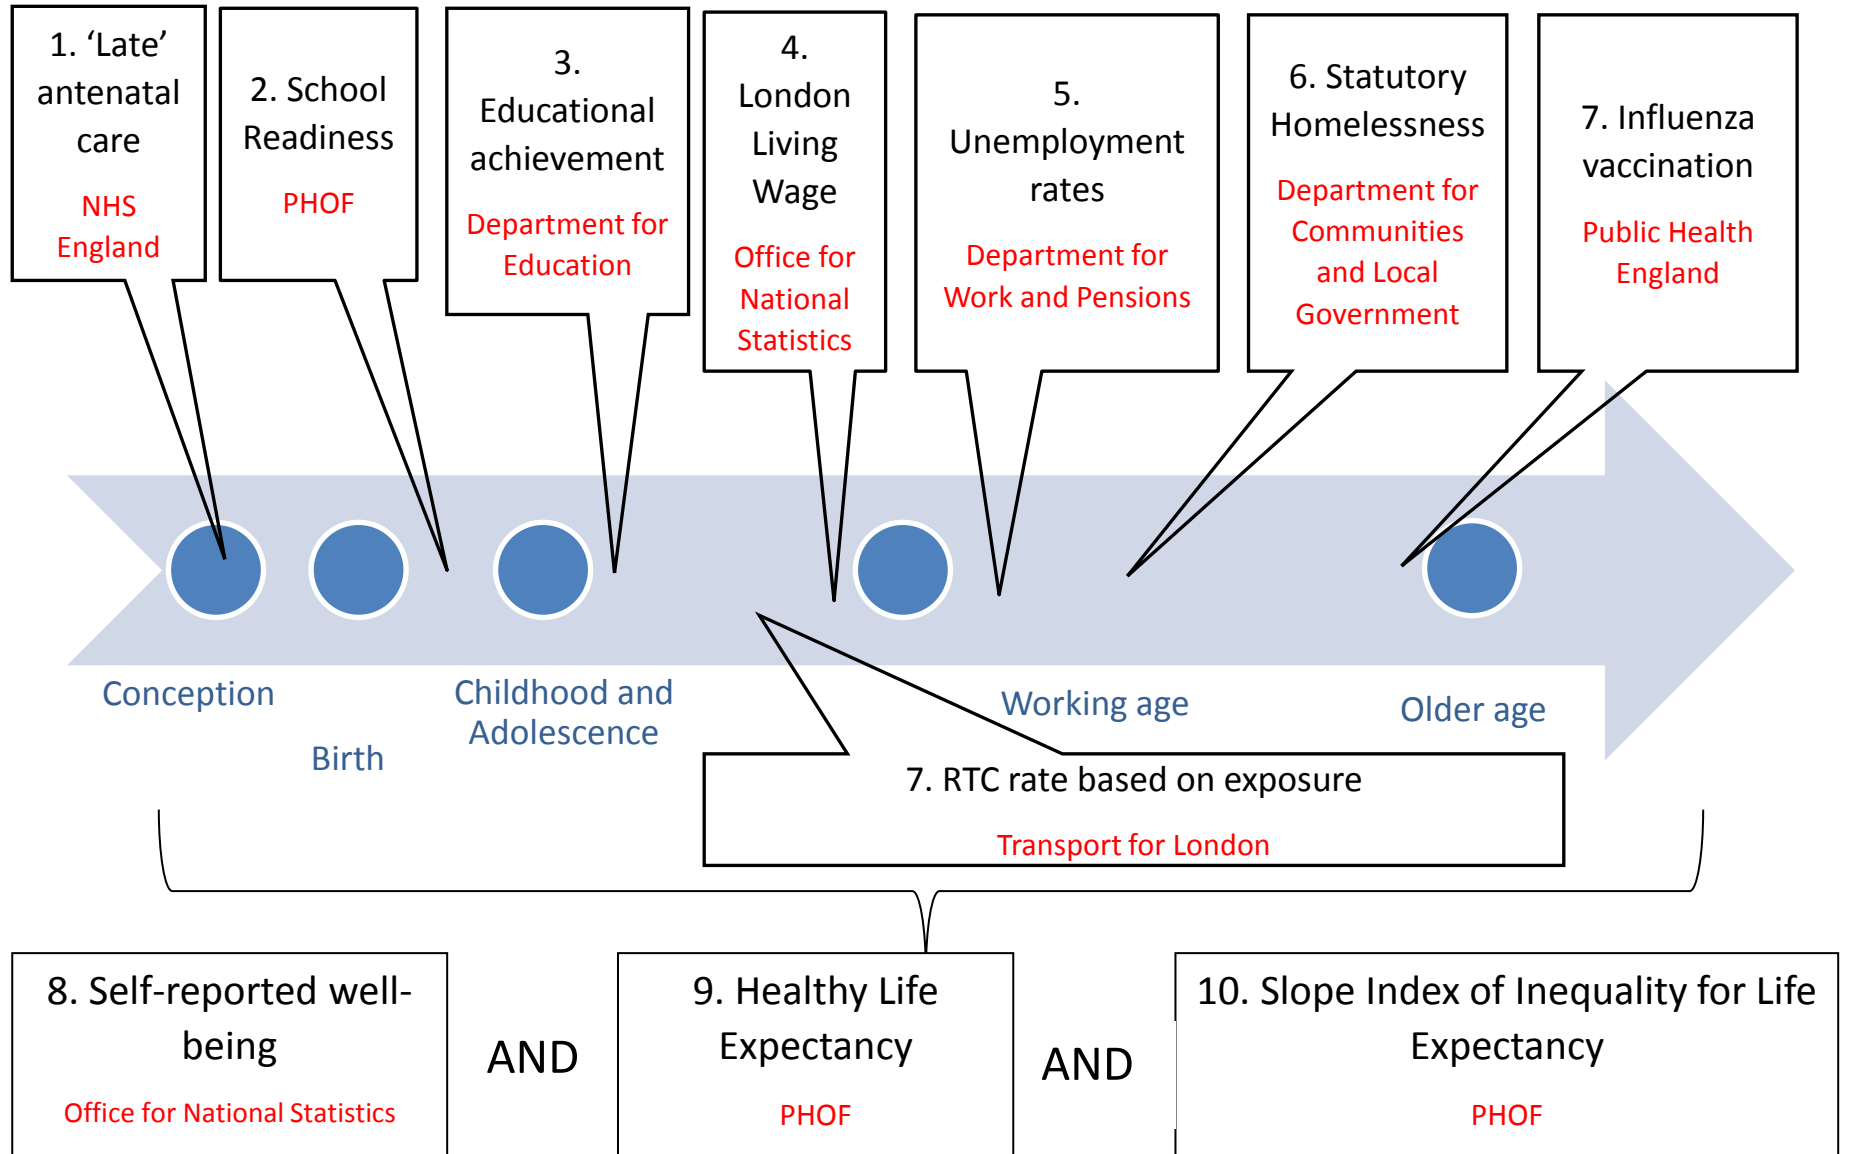 1. ‘Late’
antenatal
care
NHS
England
2. School
Readiness
PHOF
3.
Educational
achievement
Department for
Education
4.
London
Living
Wage
Office for
National
Statistics
5.
Unemployment
rates
Department for
Work and Pensions
6. Statutory
Homelessness
Department for
Communities
and Local
Government
7. Influenza
vaccination
Public Health
England
Conception
Birth
Childhood and
Adolescence
Working age
Older age
7. RTC rate based on exposure
Transport for London
8. Self-reported well-
being
Office for National Statistics
AND
9. Healthy Life
Expectancy
PHOF
AND
10. Slope Index of Inequality for Life
Expectancy
PHOF